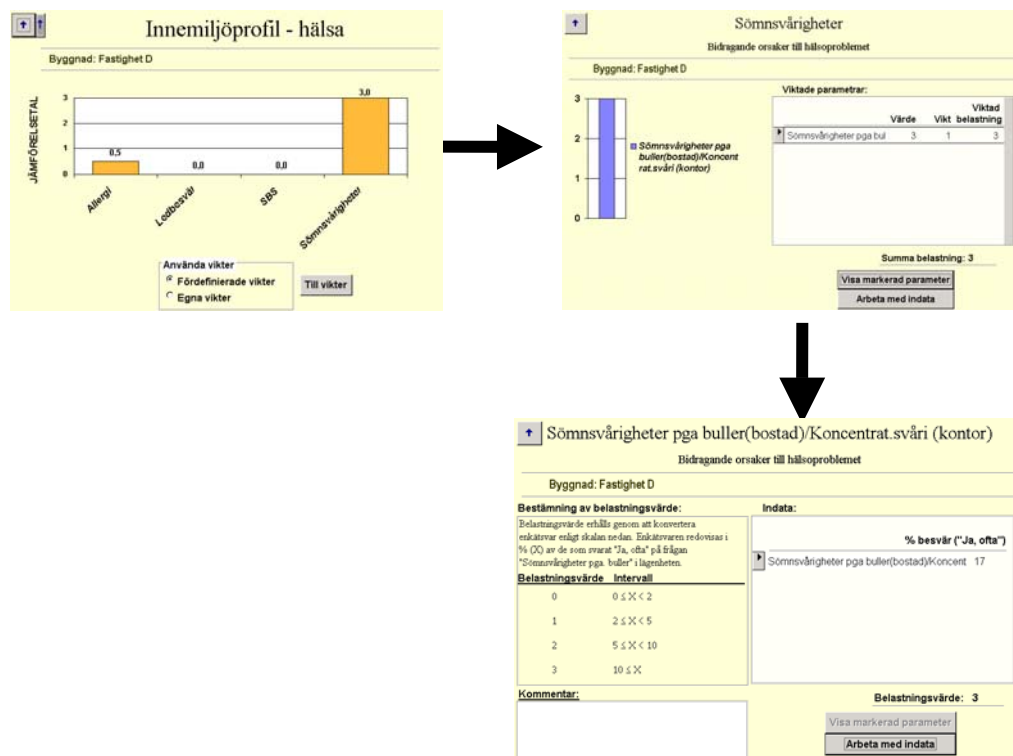 Innemiljöprofil - hälsa
Byggnad: Fastighet D
JÄMFÖRELSETAL
3
2
1
0
0,5
0,0
0,0
3,0
Allergi
Ledbesvär
SBS
Sömnsvårigheter
Använda vikter
Fördefinierade vikter
Egna vikter
Till vikter
Sömnsvårigheter
Bidragande orsaker till hälsoproblemet
Byggnad: Fastighet D
3
2
1
0
Sömnsvårigheter pga
buller(bostad)/Koncent
rat.svåri (kontor)
Viktade parametrar:
Viktad
Värde Vikt belastning
Sömnsvårigheter pga bul 3 1 3
Summa belastning: 3
Visa markerad parameter
Arbeta med indata
Sömnsvårigheter pga buller(bostad)/Koncentrat.svåri (kontor)
Bidragande orsaker till hälsoproblemet
Byggnad: Fastighet D
Bestämning av belastningsvärde:
Belastningsvärde erhålls genom att konvertera
enkätsvar enligt skalan nedan. Enkätsvaren redovisas i
% (X) av de som svarat "Ja, ofta" på frågan
"Sömnsvårigheter pga. buller" i lägenheten.
Belastningsvärde Intervall
0 0 ≤ X < 2
1 2 ≤ X < 5
2 5 ≤ X < 10
3 10 ≤ X
Kommentar:
Indata:
% besvär ("Ja, ofta")
Sömnsvårigheter pga buller(bostad)/Koncent 17
Belastningsvärde: 3
Visa markerad parameter
Arbeta med indata